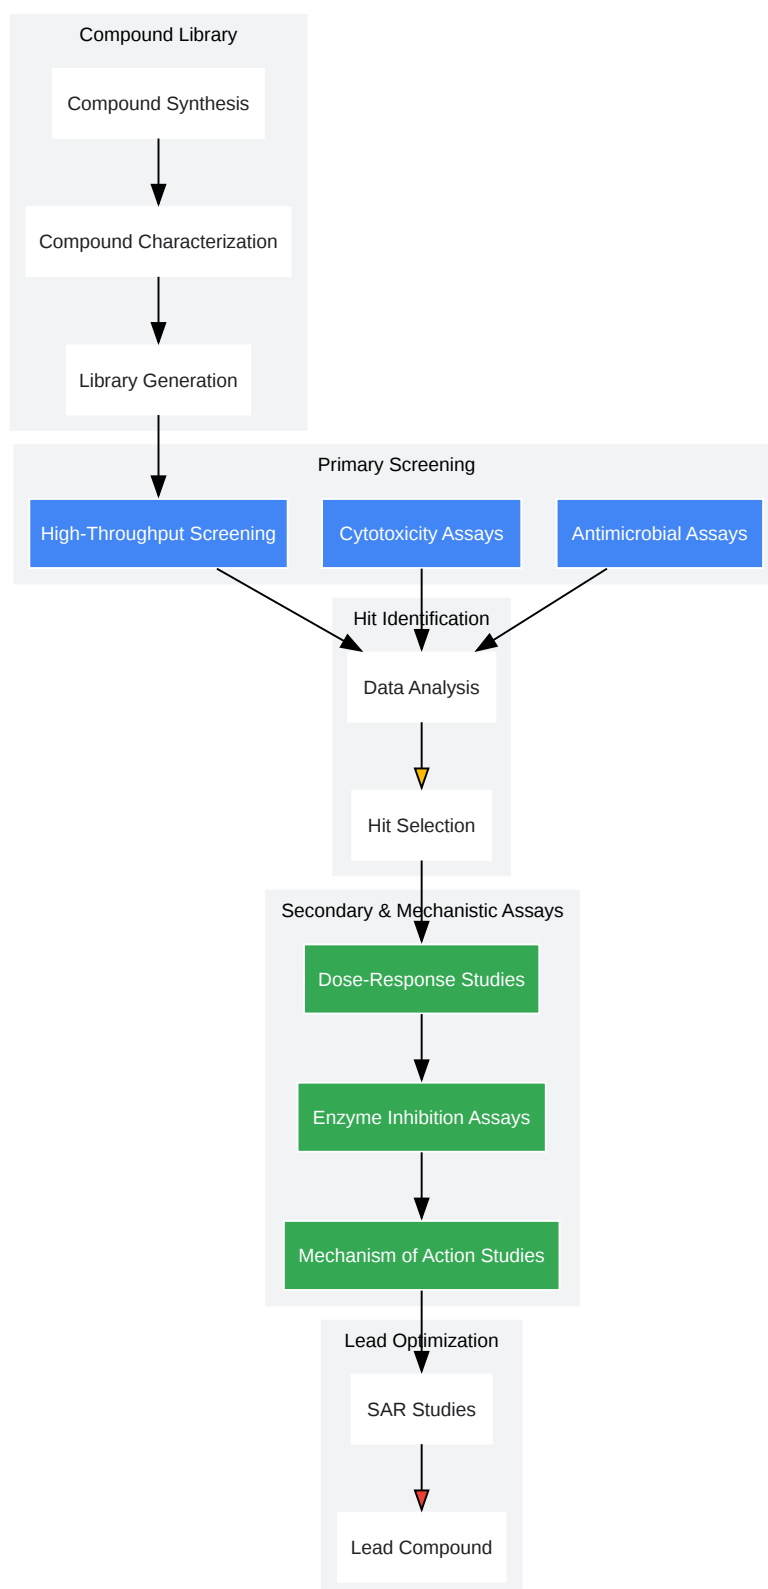 Compound Library
Compound Synthesis
Compound Characterization
Library Generation
Primary Screening
High-Throughput Screening
Cytotoxicity Assays
Antimicrobial Assays
Hit Identification
Data Analysis
Hit Selection
Secondary & Mechanistic Assays
Dose-Response Studies
Enzyme Inhibition Assays
Mechanism of Action Studies
Lead Optimization
SAR Studies
Lead Compound